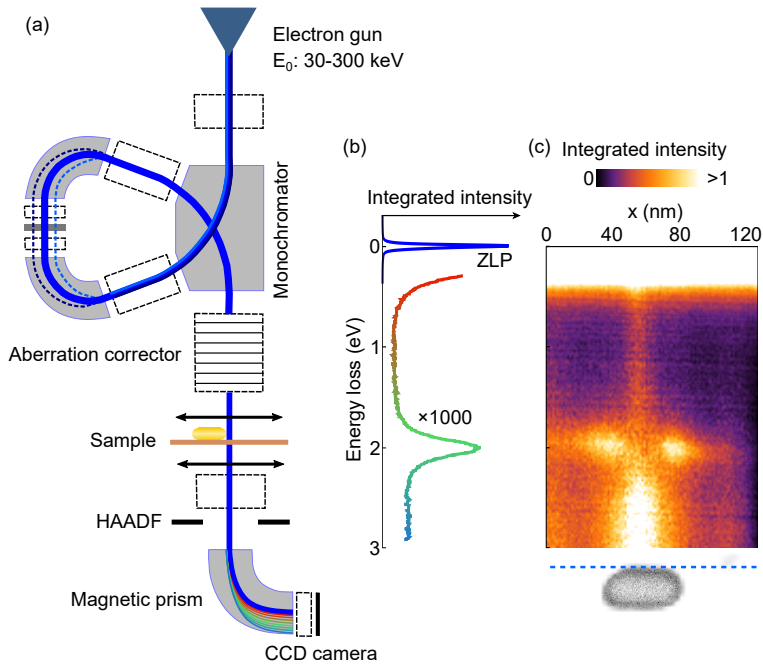 (a)
Electron gun
E₀: 30-300 keV
Monochromator
Aberration corrector
Sample
HAADF
Magnetic prism
CCD camera
(b)
Integrated intensity
0
ZLP
1
Energy loss (eV)
×1000
2
3
(c)
Integrated intensity
0 >1
x (nm)
0 40 80 120